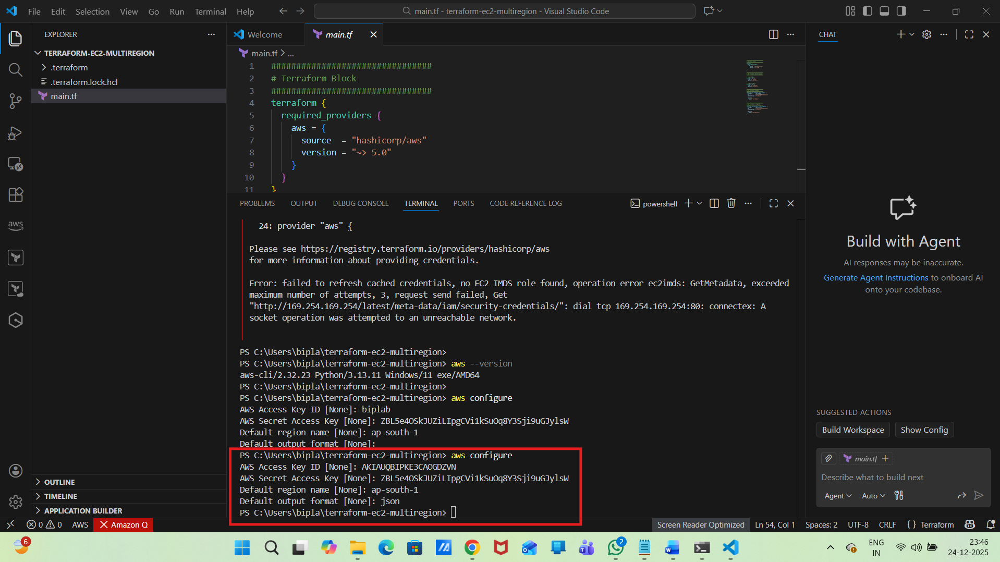 File Edit Selection View Go Run Terminal Help
main.tf - terraform-ec2-multiregion - Visual Studio Code
EXPLORER
TERRAFORM-EC2-MULTIREGION
.terraform
.terraform.lock.hcl
main.tf
OUTLINE
TIMELINE
APPLICATION BUILDER
aws
Welcome
main.tf
main.tf > ...
1 ################################
2 # Terraform Block
3 ################################
4 terraform {
5 required_providers {
6 aws = {
7 source = "hashicorp/aws"
8 version = "~> 5.0"
9 }
10 }
11 }
PROBLEMS OUTPUT DEBUG CONSOLE TERMINAL PORTS CODE REFERENCE LOG
powershell
24: provider "aws" {
Please see https://registry.terraform.io/providers/hashicorp/aws
for more information about providing credentials.
Error: failed to refresh cached credentials, no EC2 IMDS role found, operation error ec2imds: GetMetadata, exceeded
maximum number of attempts, 3, request send failed, Get
"http://169.254.169.254/latest/meta-data/iam/security-credentials/": dial tcp 169.254.169.254:80: connectex: A
socket operation was attempted to an unreachable network.
PS C:\Users\bipla\terraform-ec2-multiregion>
PS C:\Users\bipla\terraform-ec2-multiregion> aws --version
aws-cli/2.32.23 Python/3.13.11 Windows/11 exe/AMD64
PS C:\Users\bipla\terraform-ec2-multiregion>
PS C:\Users\bipla\terraform-ec2-multiregion> aws configure
AWS Access Key ID [None]: biplab
AWS Secret Access Key [None]: ZBL5e4OSkJUZiLIpgCVi1kSuOq8Y3Sji9uGJylsW
Default region name [None]: ap-south-1
Default output format [None]:
PS C:\Users\bipla\terraform-ec2-multiregion> aws configure
AWS Access Key ID [None]: AKIAUQBIPKE3CAOGDZVN
AWS Secret Access Key [None]: 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
Default region name [None]: ap-south-1
Default output format [None]: json
PS C:\Users\bipla\terraform-ec2-multiregion>
CHAT
Build with Agent
AI responses may be inaccurate.
Generate Agent Instructions to onboard AI
onto your codebase.
SUGGESTED ACTIONS
Build Workspace
Show Config
main.tf
Describe what to build next
Agent
Auto
0 0 AWS Amazon Q
Screen Reader Optimized Ln 54, Col 1 Spaces: 2 UTF-8 CRLF {} Terraform
6
2
ENG
IN
23:46
24-12-2025